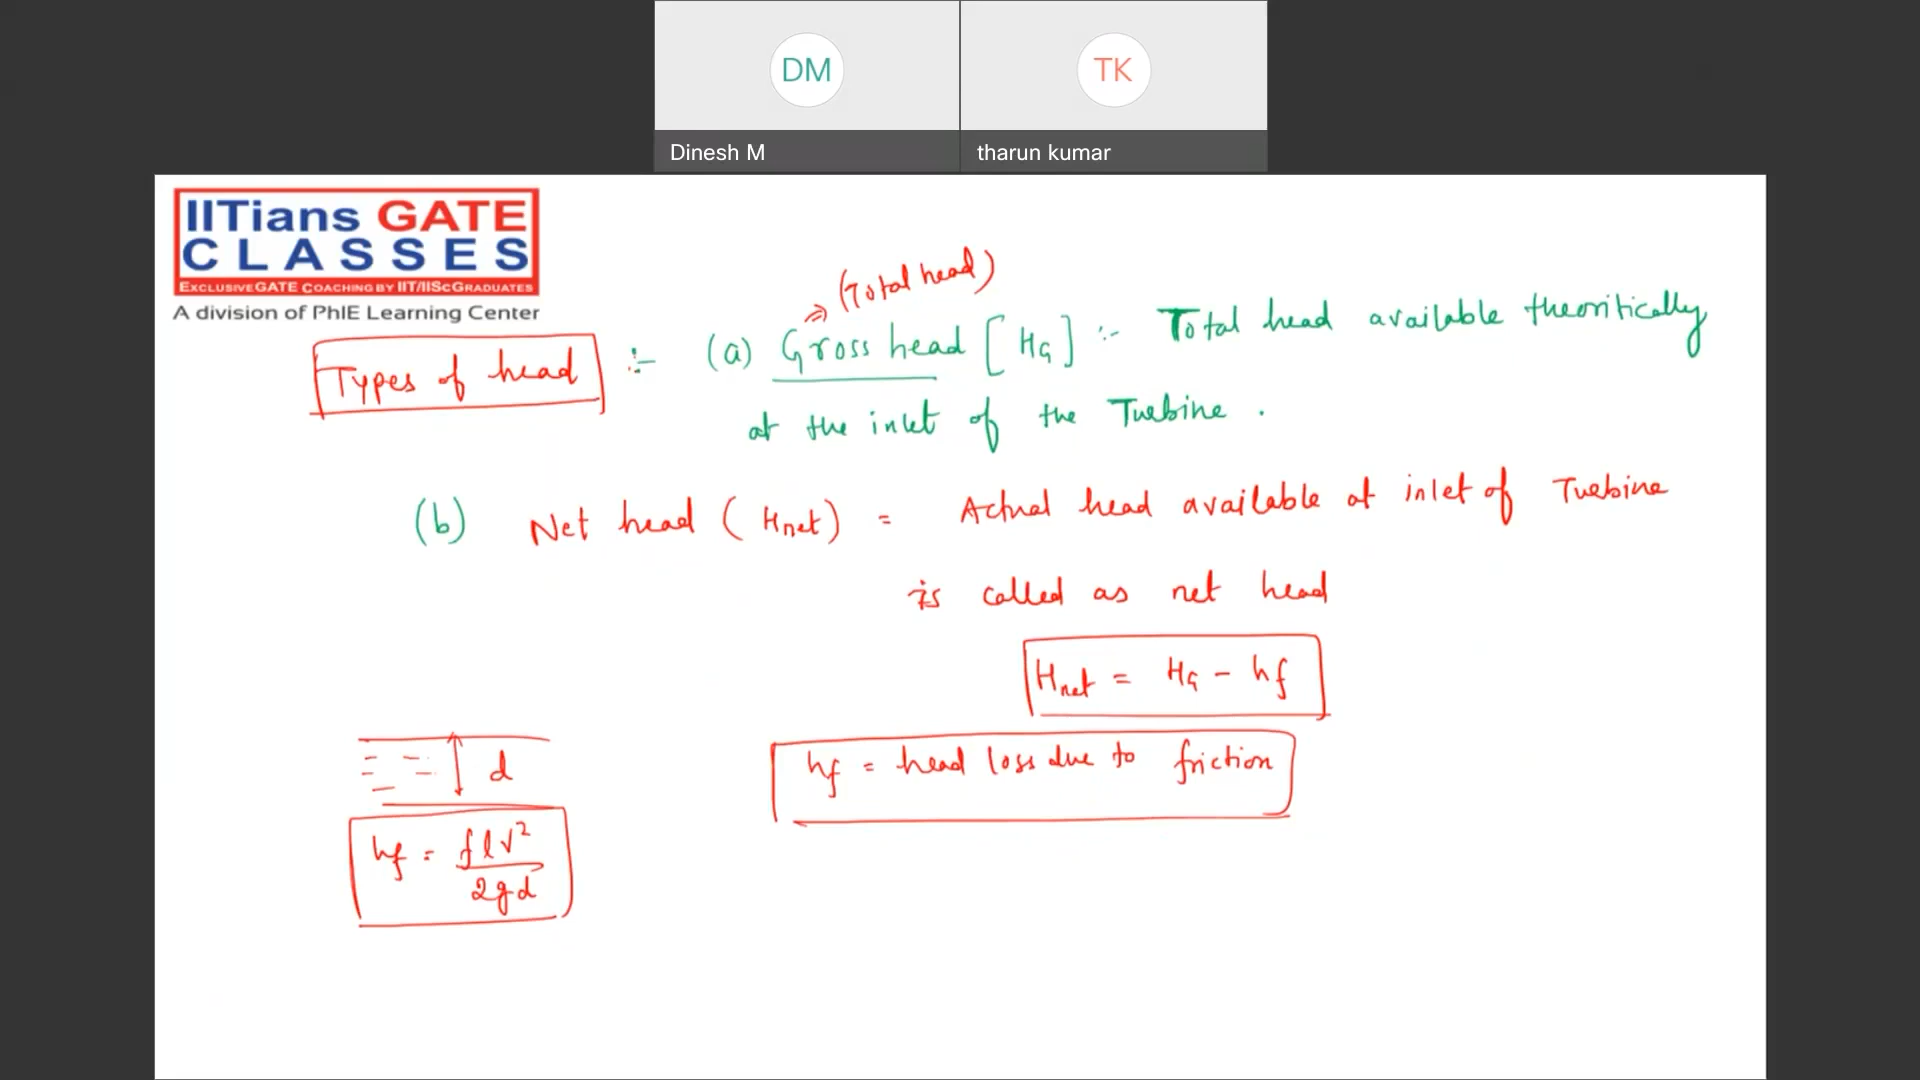 DM
TK
Dinesh M
tharun kumar
IITians GATE
CLASSES
EXCLUSIVE GATE COACHING BY IIT/IISc GRADUATES
A division of PhIE Learning Center
(Total head)
Types of head :- (a) Gross head [HG] :- Total head available theoritically
at the inlet of the Turbine .
(b) Net head (Hnet) = Actual head available at inlet of Turbine
is called as net head
Hnet = HG - hf
d
hf = head loss due to friction
hf = flv²/2gd